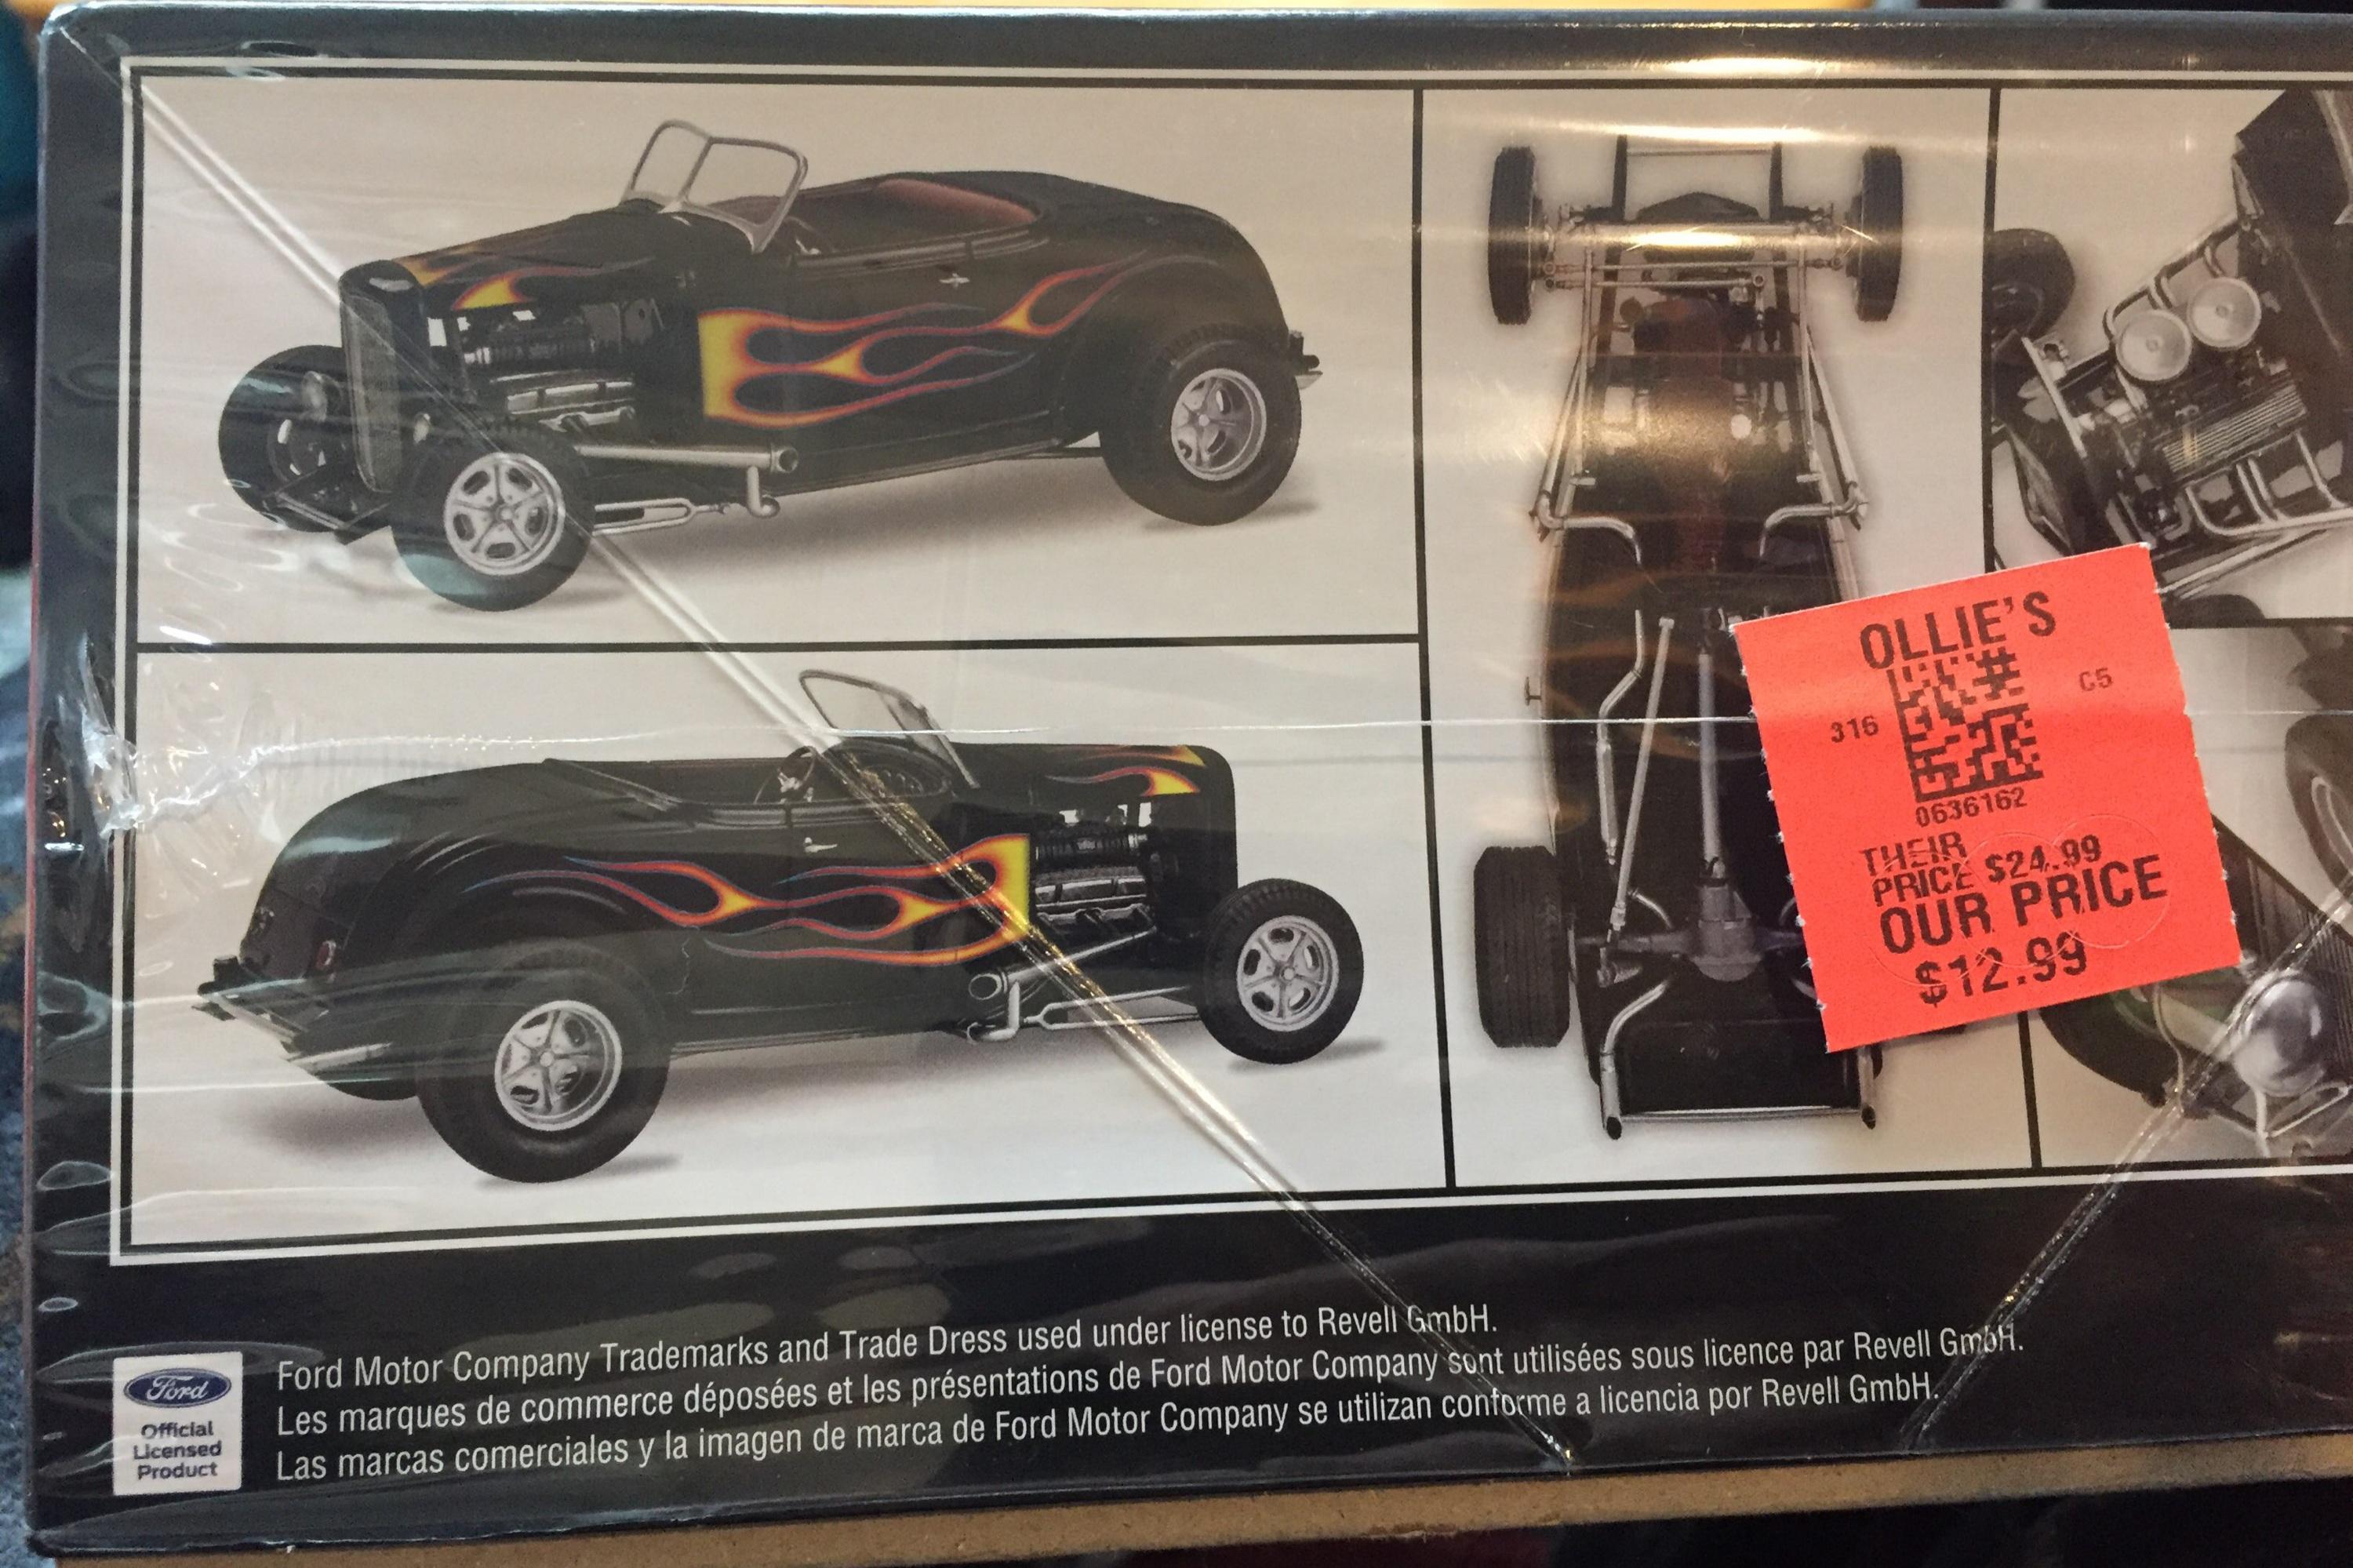 OLLIE'S
C5
316
0636162
THEIR
PRICE $24.99
OUR PRICE
$12.99
Ford Motor Company Trademarks and Trade Dress used under license to Revell GmbH.
Les marques de commerce déposées et les présentations de Ford Motor Company sont utilisées sous licence par Revell GmbH.
Las marcas comerciales y la imagen de marca de Ford Motor Company se utilizan conforme a licencia por Revell GmbH.
Ford
Official
Licensed
Product